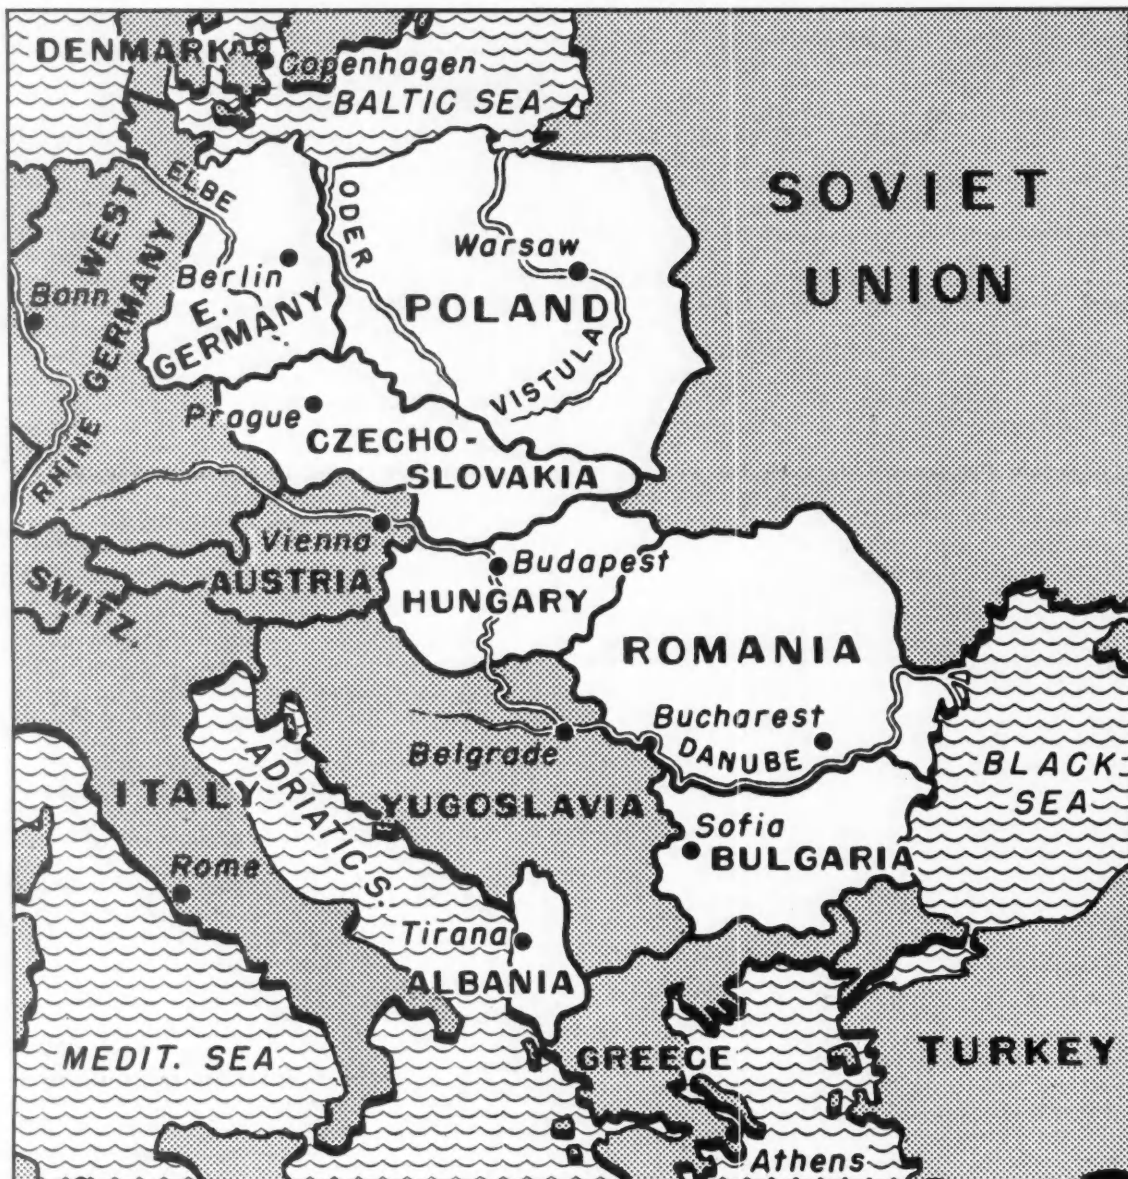 DENMARK
Copenhagen
BALTIC SEA
ELBE
ODER
SOVIET
UNION
WEST
GERMANY
Warsaw
Berlin
Bonn
E.
GERMANY
POLAND
VISTULA
Prague
CZECHO-
SLOVAKIA
RHINE
Vienna
AUSTRIA
Budapest
HUNGARY
SWITZ.
ROMANIA
Bucharest
DANUBE
Belgrade
BLACK
SEA
ITALY
ADRIATIC S.
YUGOSLAVIA
Sofia
BULGARIA
Rome
Tirana
ALBANIA
MEDIT. SEA
GREECE
TURKEY
Athens